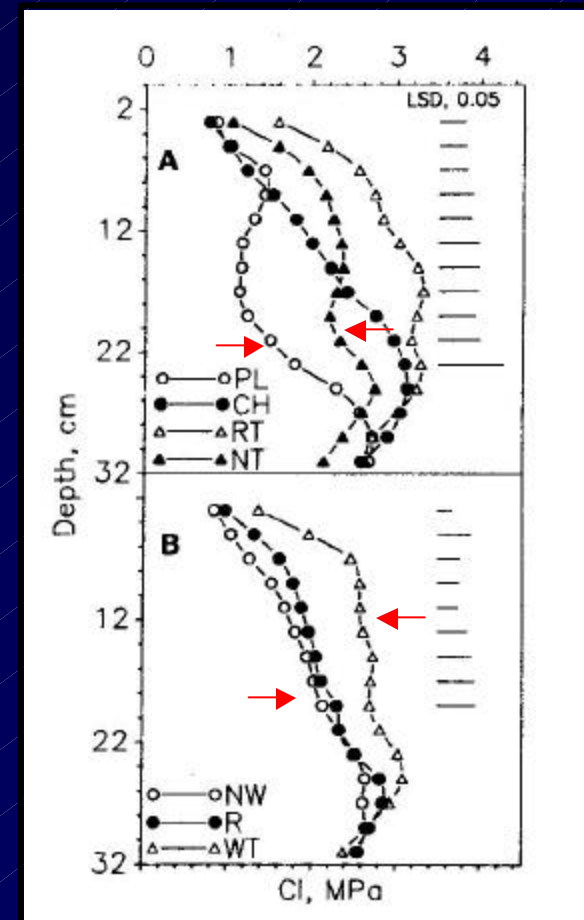 0 1 2 3 4
LSD, 0.05
2
A
12
22
PL
CH
RT
NT
32
Depth, cm
B
12
22
NW
R
WT
32
CI, MPa